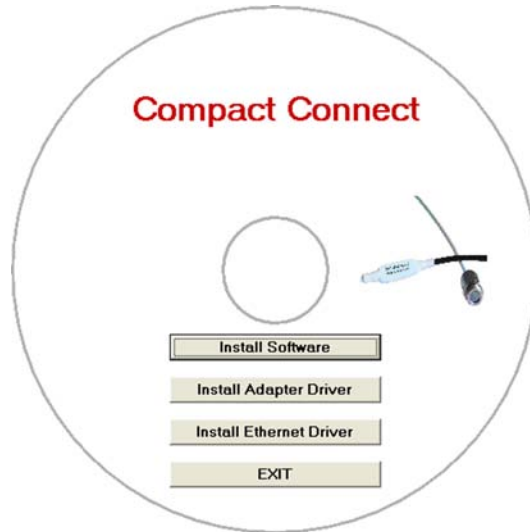 Compact Connect
Install Software
Install Adapter Driver
Install Ethernet Driver
EXIT